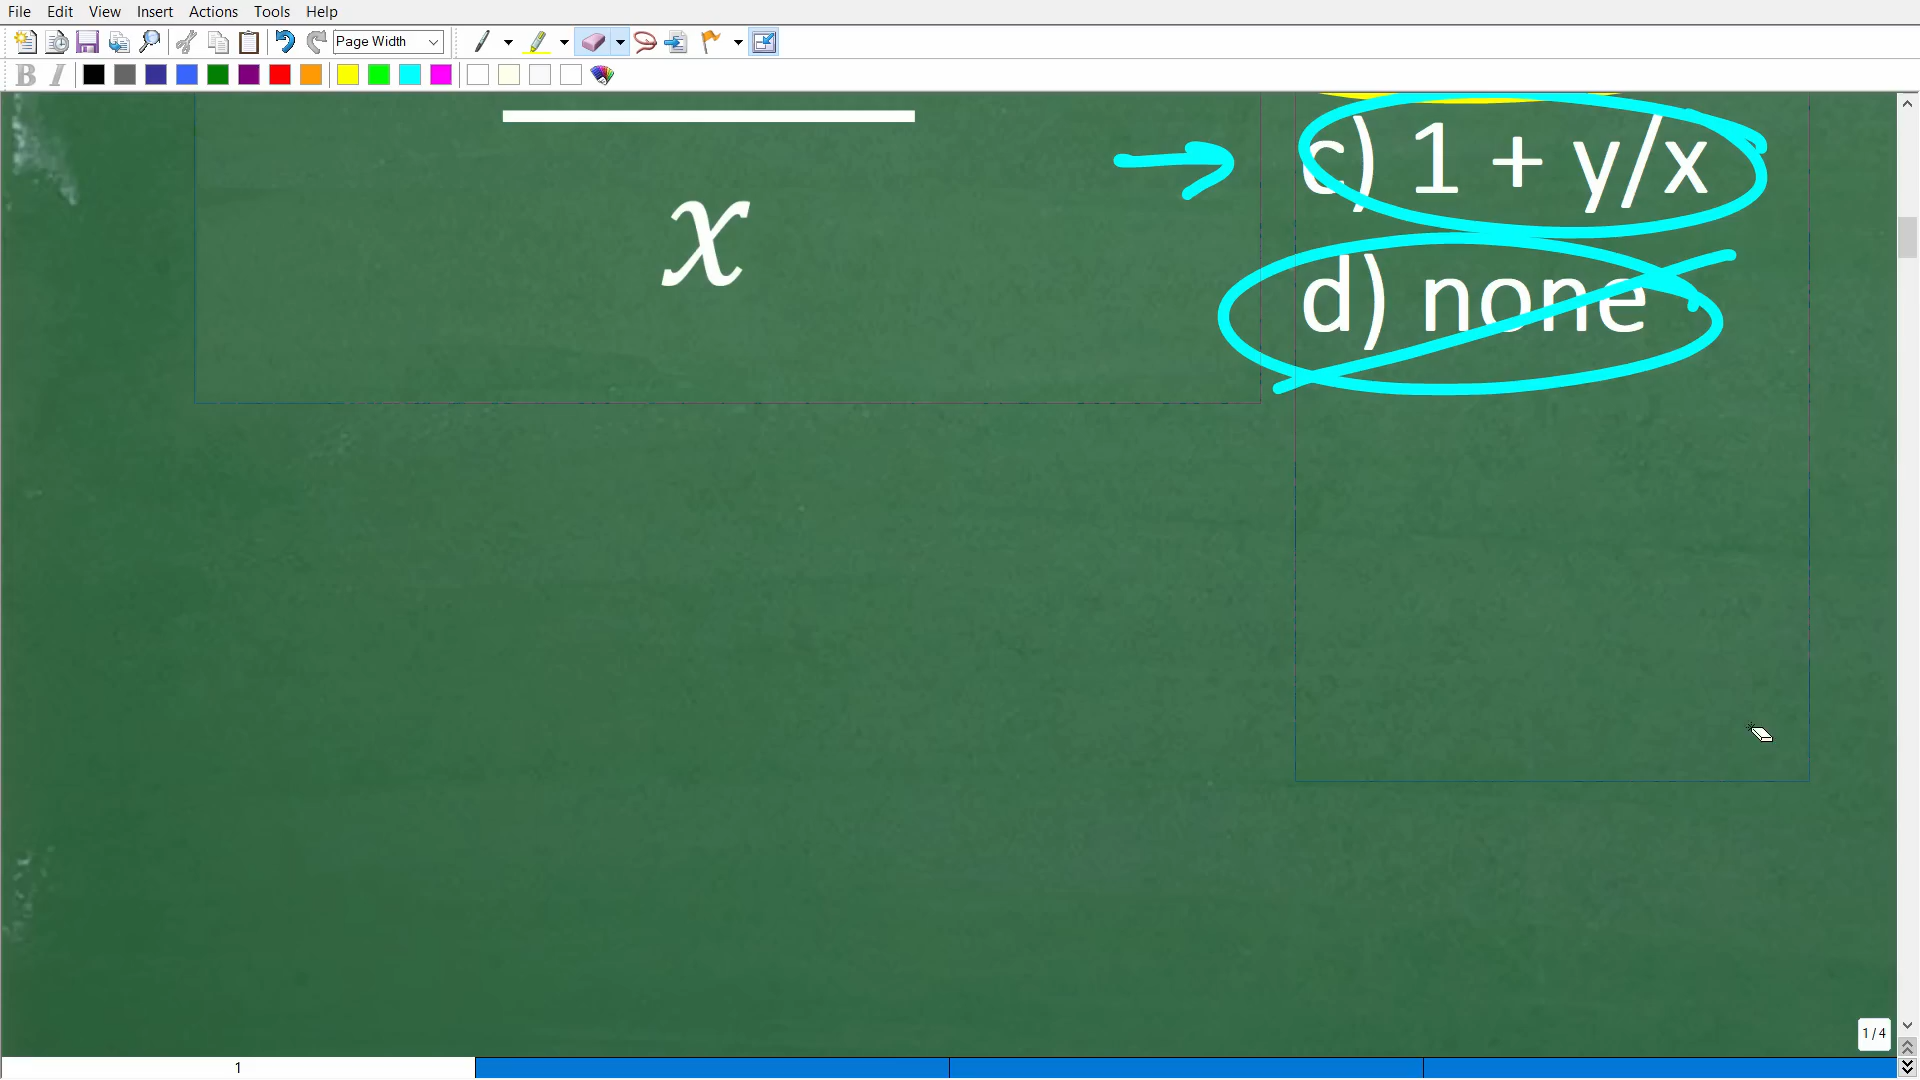 File Edit View Insert Actions Tools Help
Page Width
B I
c) 1 + y/x
x
d) none
1 / 4
1